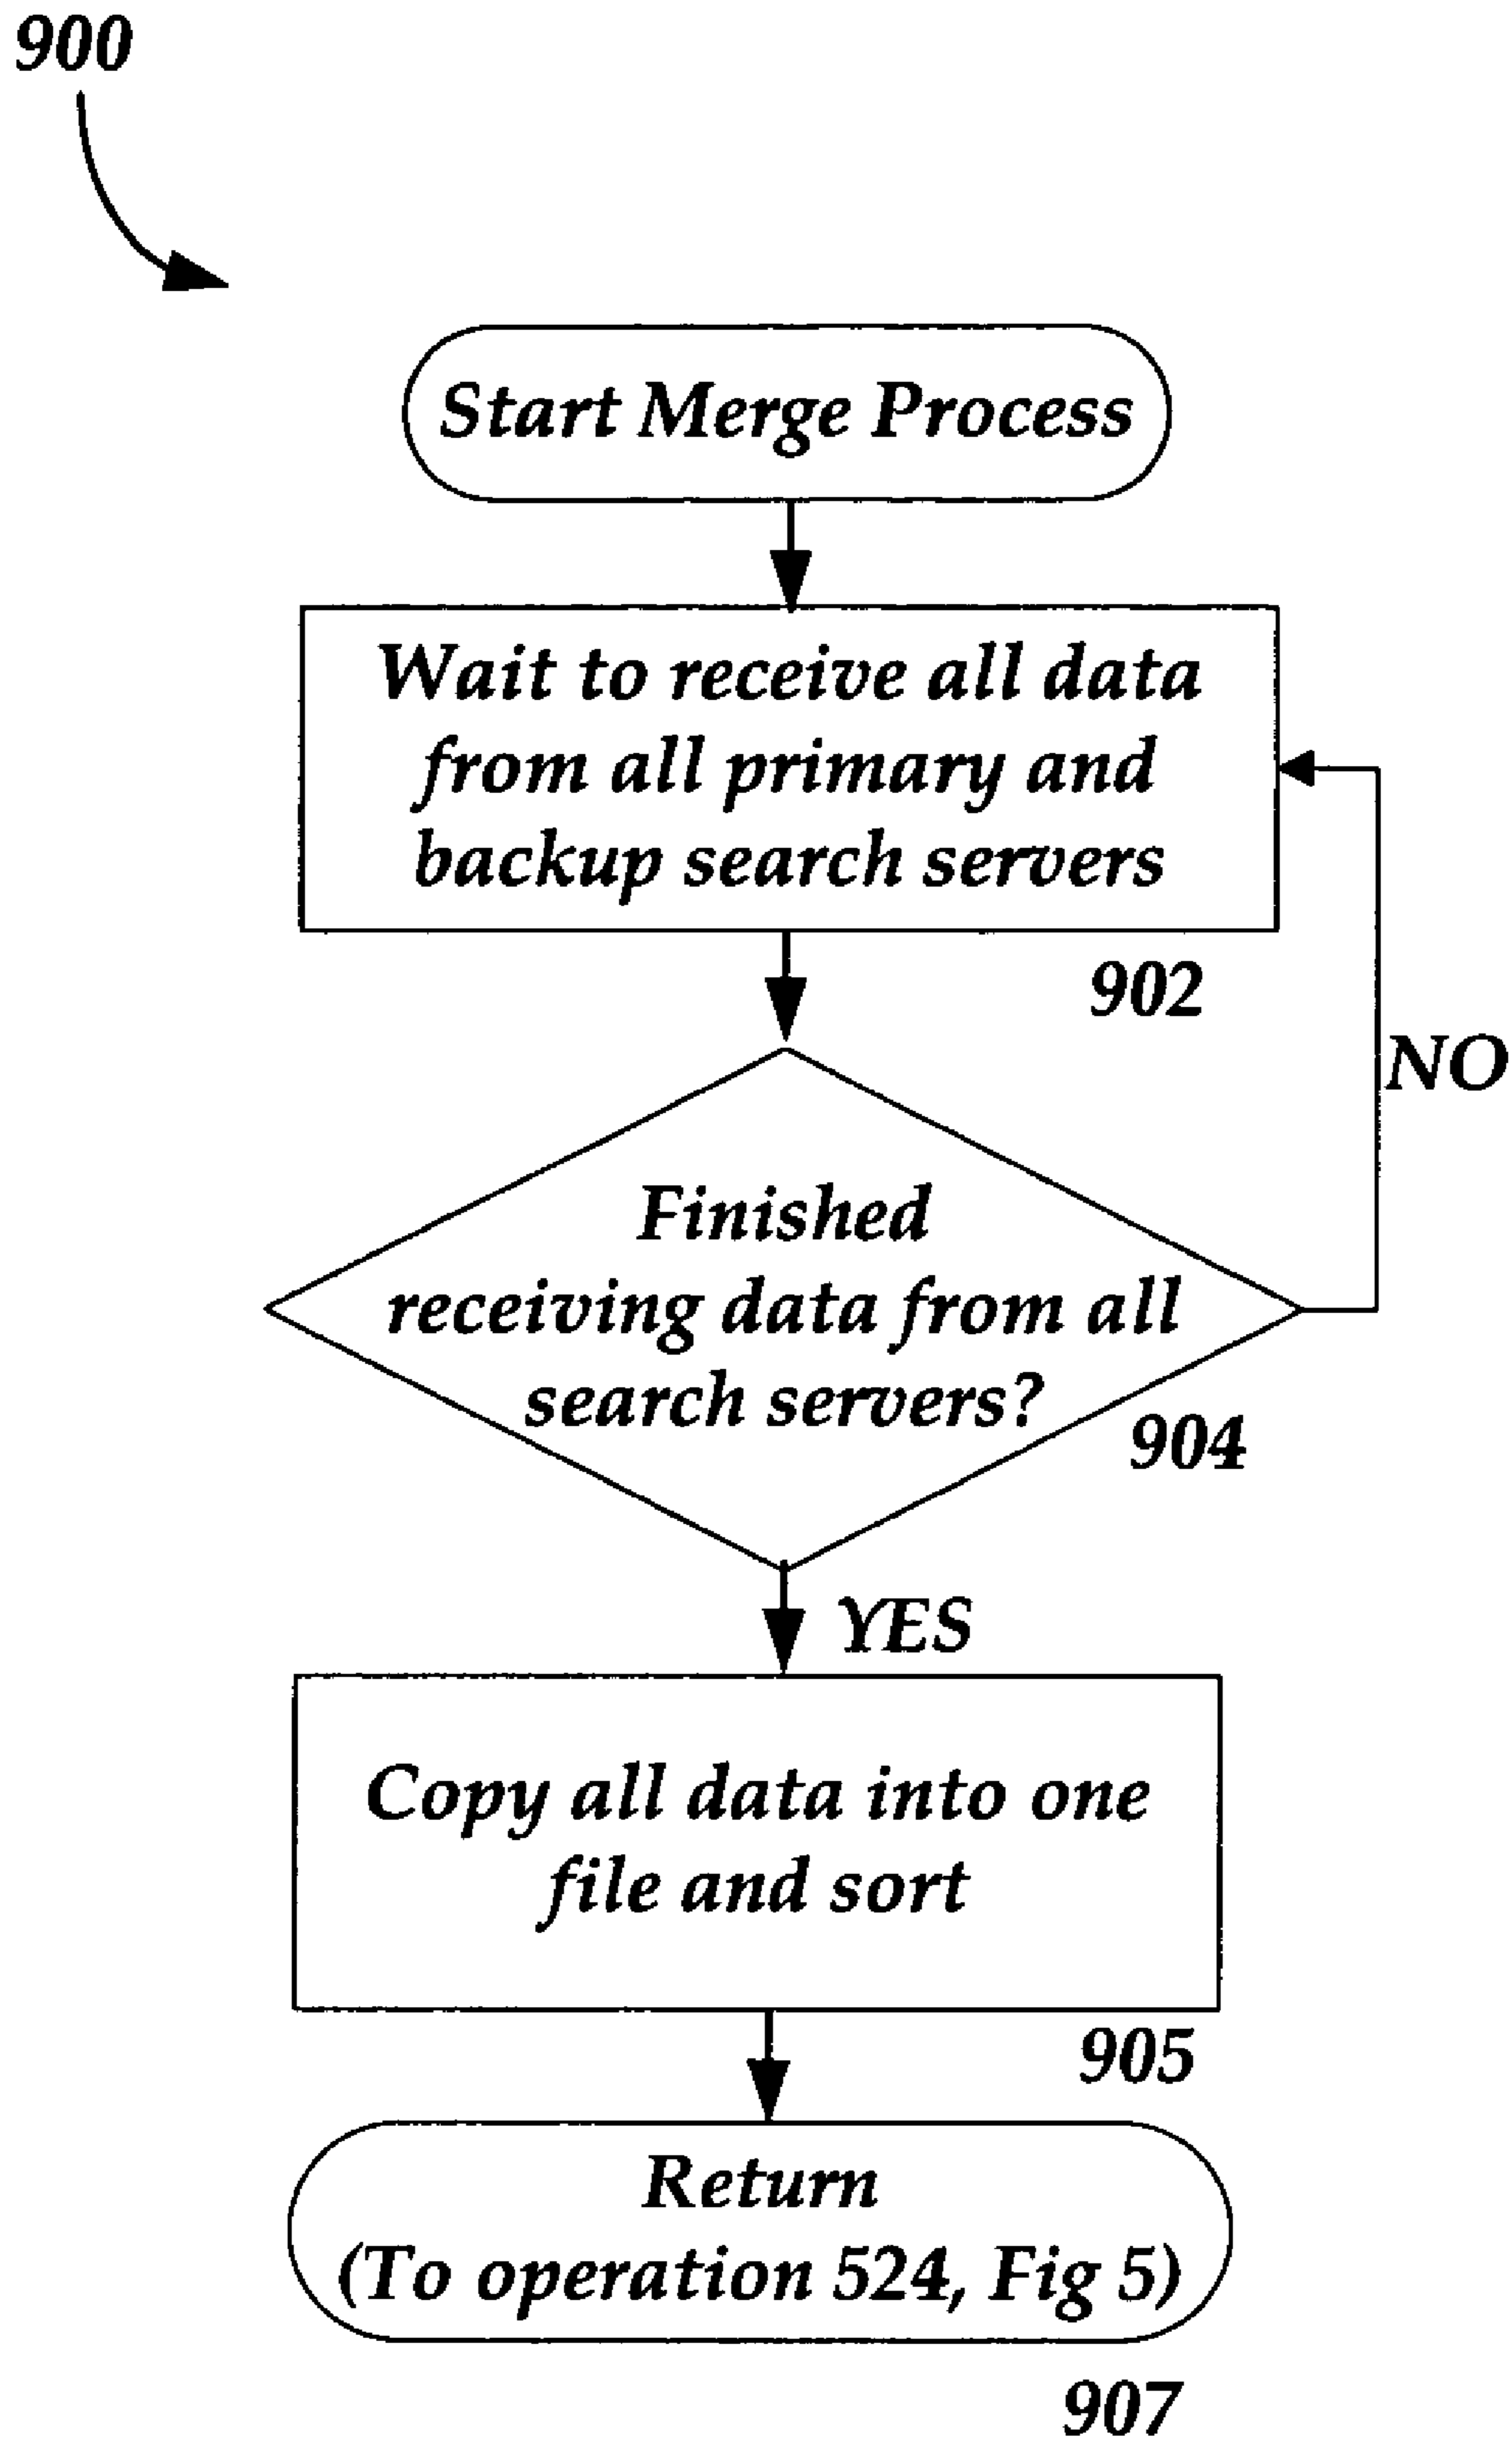 900
Start Merge Process
Wait to receive all data
from all primary and
backup search servers
902
NO
Finished
receiving data from all
search servers?
904
YES
Copy all data into one
file and sort
905
Return
(To operation 524, Fig 5)
907